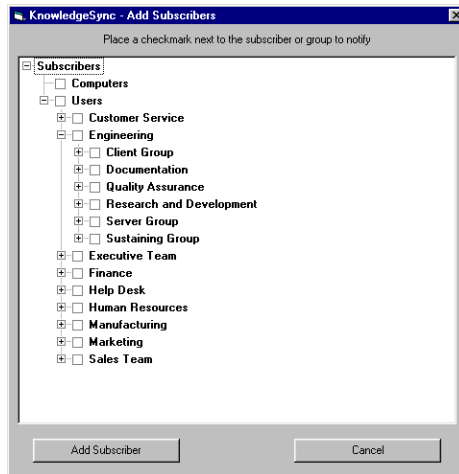 KnowledgeSync - Add Subscribers
Place a checkmark next to the subscriber or group to notify
Subscribers
Computers
Users
Customer Service
Engineering
Client Group
Documentation
Quality Assurance
Research and Development
Server Group
Sustaining Group
Executive Team
Finance
Help Desk
Human Resources
Manufacturing
Marketing
Sales Team
Add Subscriber
Cancel